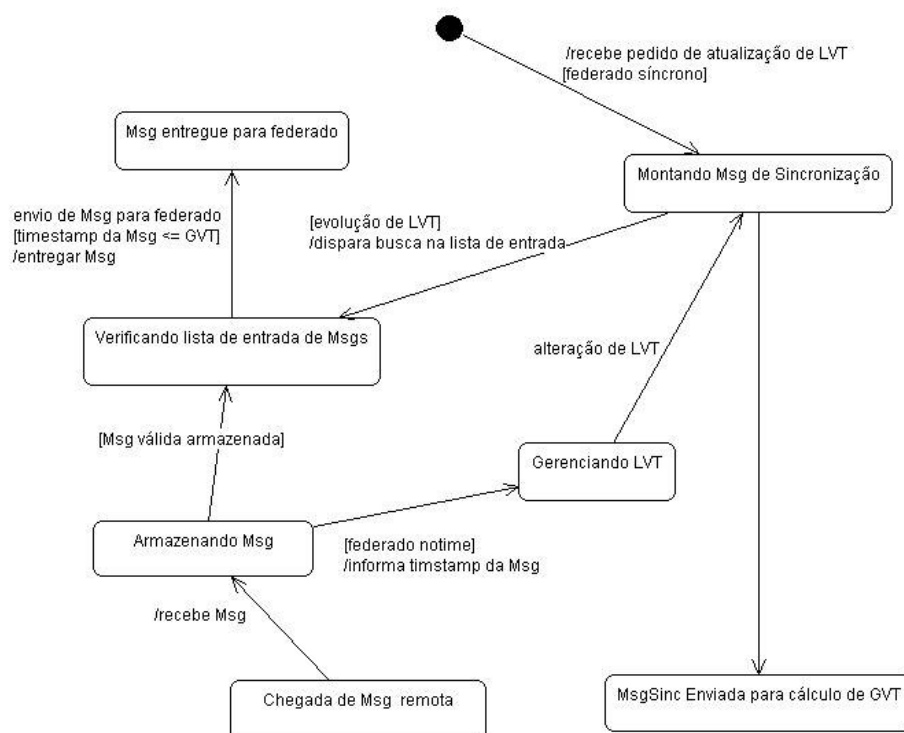 /recebe pedido de atualização de LVT
[federado síncrono]
Msg entregue para federado
Montando Msg de Sincronização
envio de Msg para federado
[timestamp da Msg <= GVT]
/entregar Msg
[evolução de LVT]
/dispara busca na lista de entrada
Verificando lista de entrada de Msgs
alteração de LVT
[Msg válida armazenada]
Gerenciando LVT
Armazenando Msg
[federado notime]
/informa timstamp da Msg
/recebe Msg
Chegada de Msg remota
MsgSinc Enviada para cálculo de GVT